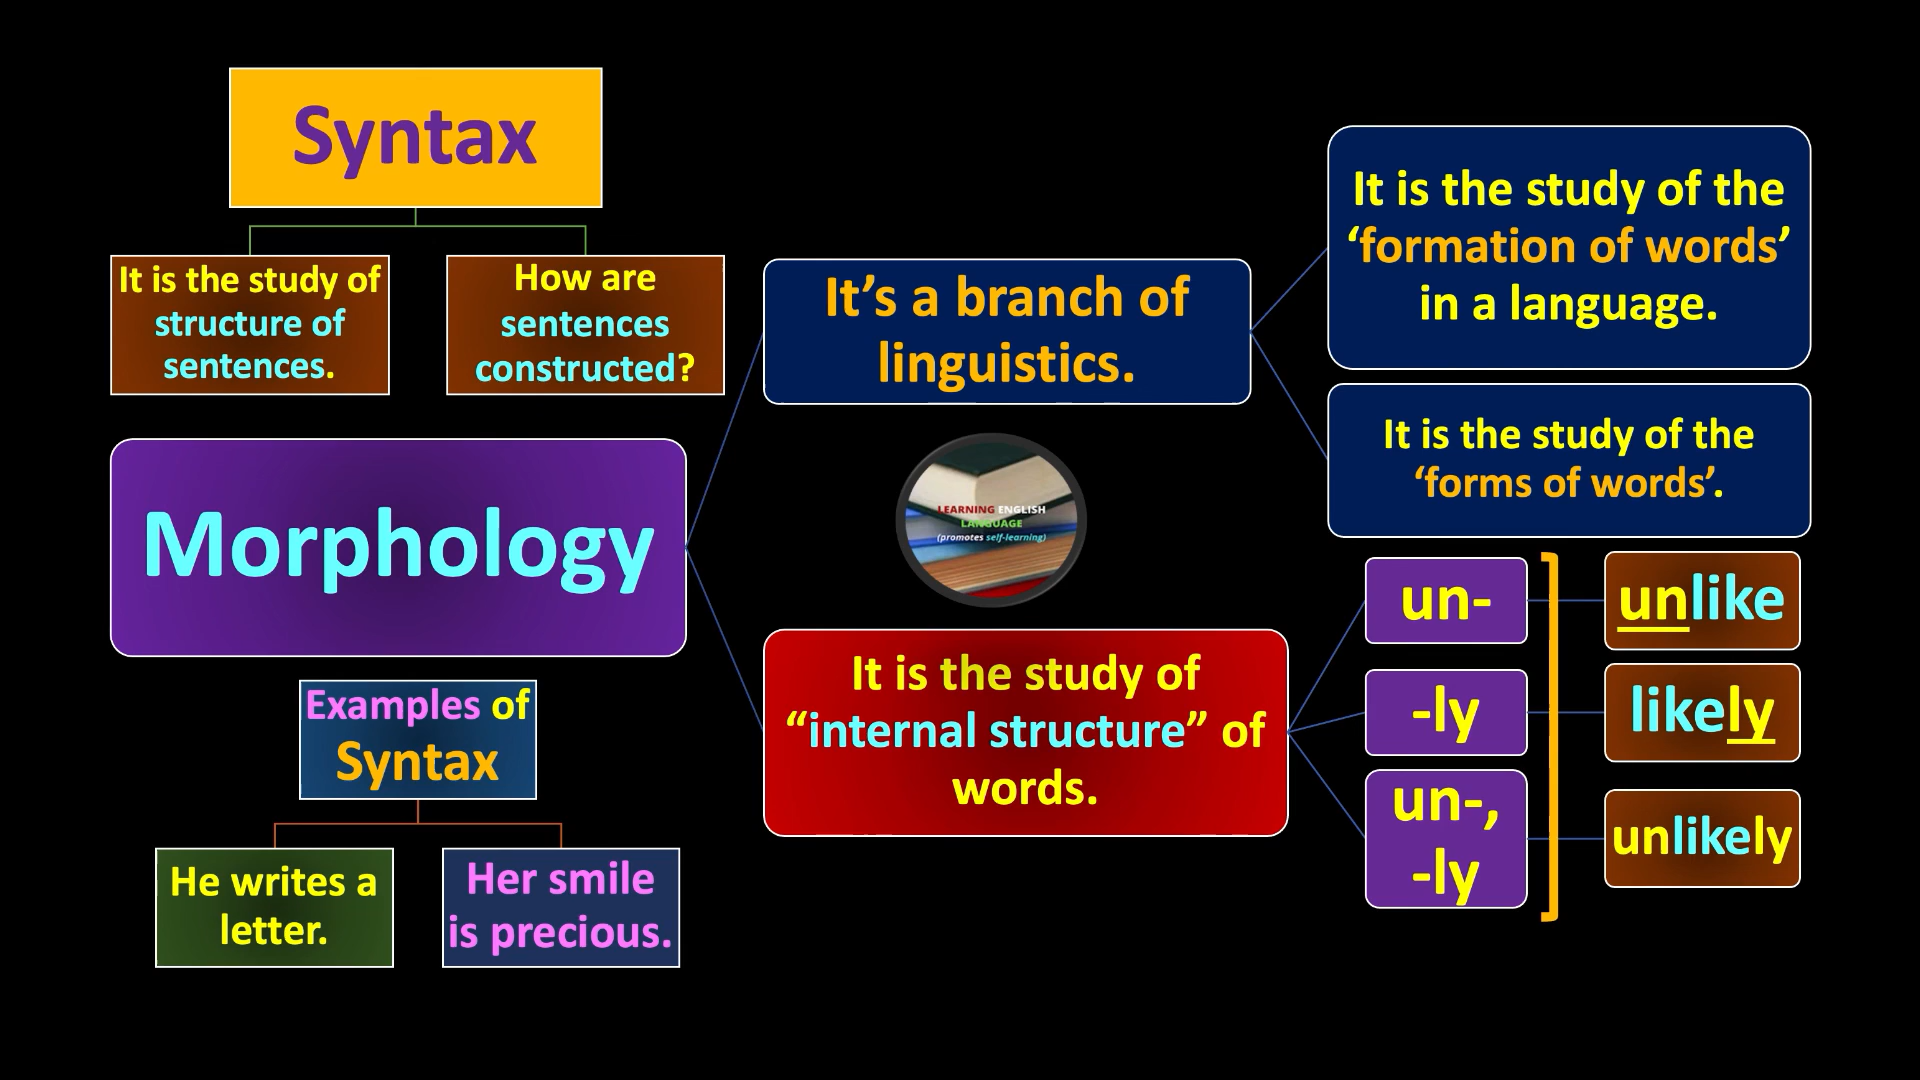 Syntax
It is the study of
structure of
sentences.
How are
sentences
constructed?
Morphology
It’s a branch of
linguistics.
It is the study of the
‘formation of words’
in a language.
It is the study of the
‘forms of words’.
LEARNING ENGLISH
LANGUAGE
(promotes self-learning)
It is the study of
“internal structure” of
words.
un-
unlike
-ly
likely
un-,
-ly
unlikely
Examples of
Syntax
He writes a
letter.
Her smile
is precious.